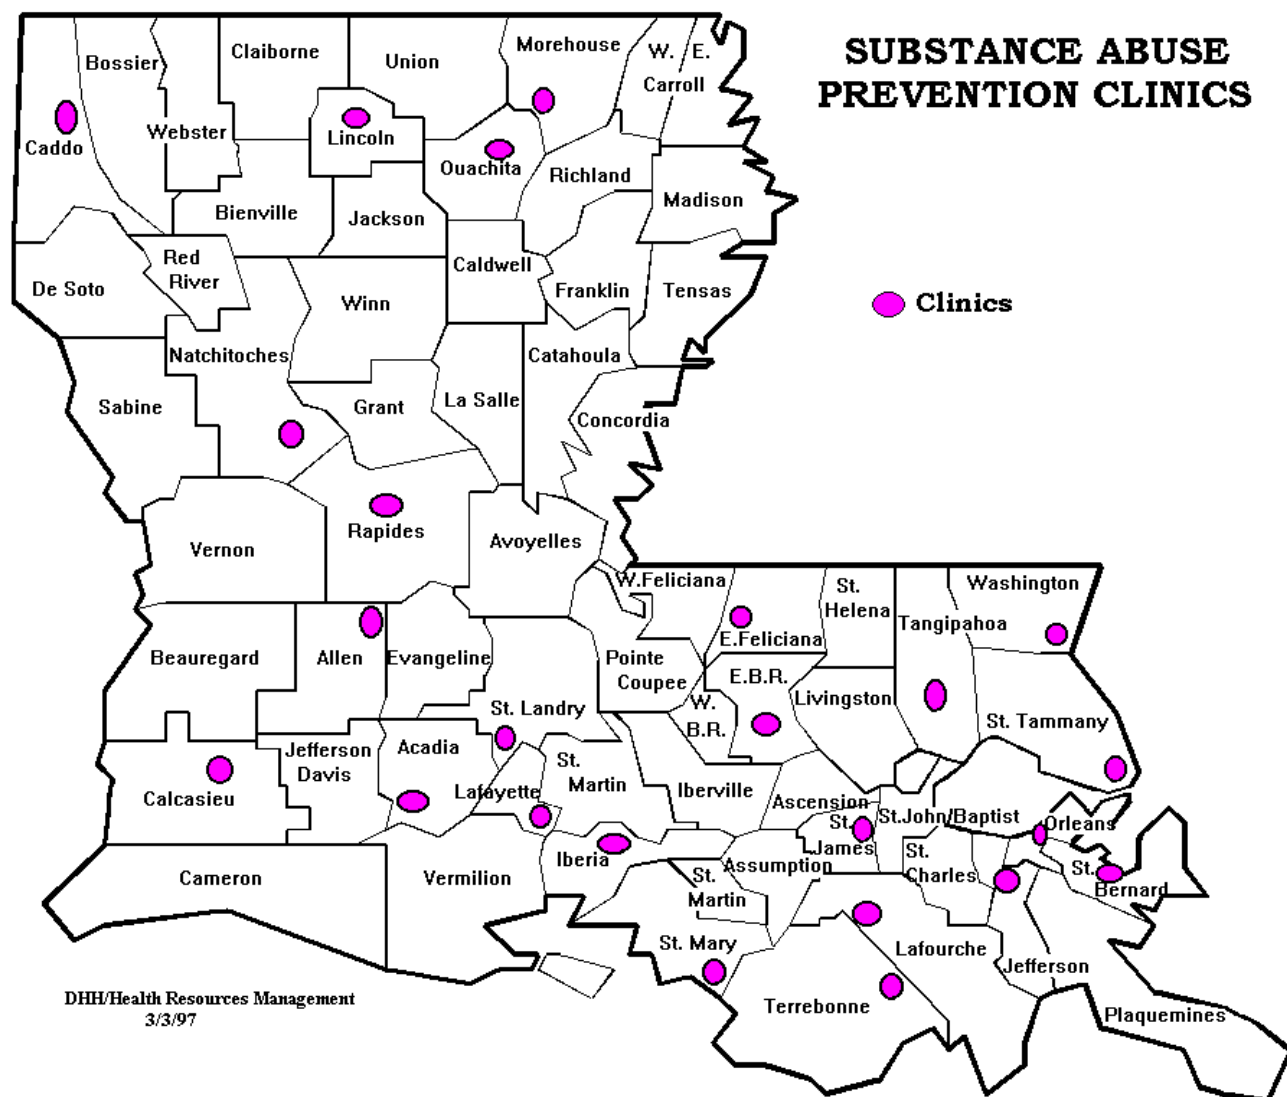 SUBSTANCE ABUSE
PREVENTION CLINICS
Bossier
Claiborne
Union
Morehouse
W. E.
Carroll
Caddo
Webster
Lincoln
Ouachita
Richland
Madison
Bienville
Jackson
De Soto
Red
River
Winn
Caldwell
Franklin
Tensas
Clinics
Natchitoches
Catahoula
Sabine
Grant
La Salle
Concordia
Vernon
Rapides
Avoyelles
W.Feliciana
E.Feliciana
St.
Helena
Tangipahoa
Washington
Beauregard
Allen
Evangeline
Pointe
Coupee
E.B.R.
W.
B.R.
Livingston
St. Tammany
St. Landry
Calcasieu
Jefferson
Davis
Acadia
Lafayette
St.
Martin
Iberville
Ascension
St.
James
St.John/Baptist
Orleans
Cameron
Vermilion
Iberia
St.
Martin
Assumption
St.
Charles
St.
Bernard
St. Mary
Lafourche
Jefferson
Terrebonne
Plaquemines
DHH/Health Resources Management
3/3/97